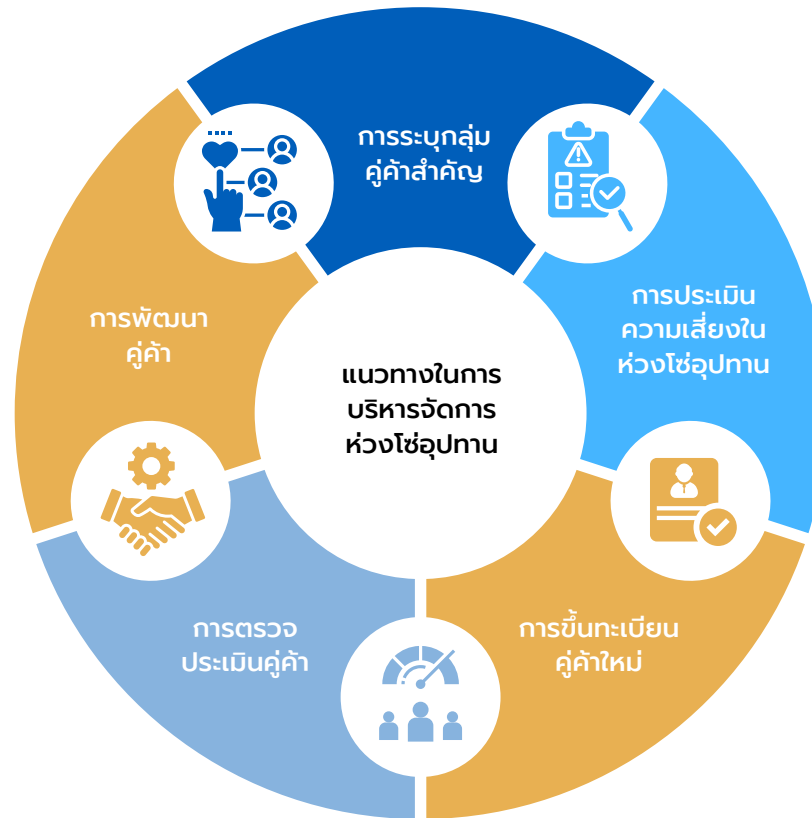 การระบุกลุ่ม
คู่ค้าสำคัญ
การประเมิน
ความเสี่ยงใน
ห่วงโซ่อุปทาน
การขึ้นทะเบียน
คู่ค้าใหม่
การตรวจ
ประเมินคู่ค้า
การพัฒนา
คู่ค้า
แนวทางในการ
บริหารจัดการ
ห่วงโซ่อุปทาน